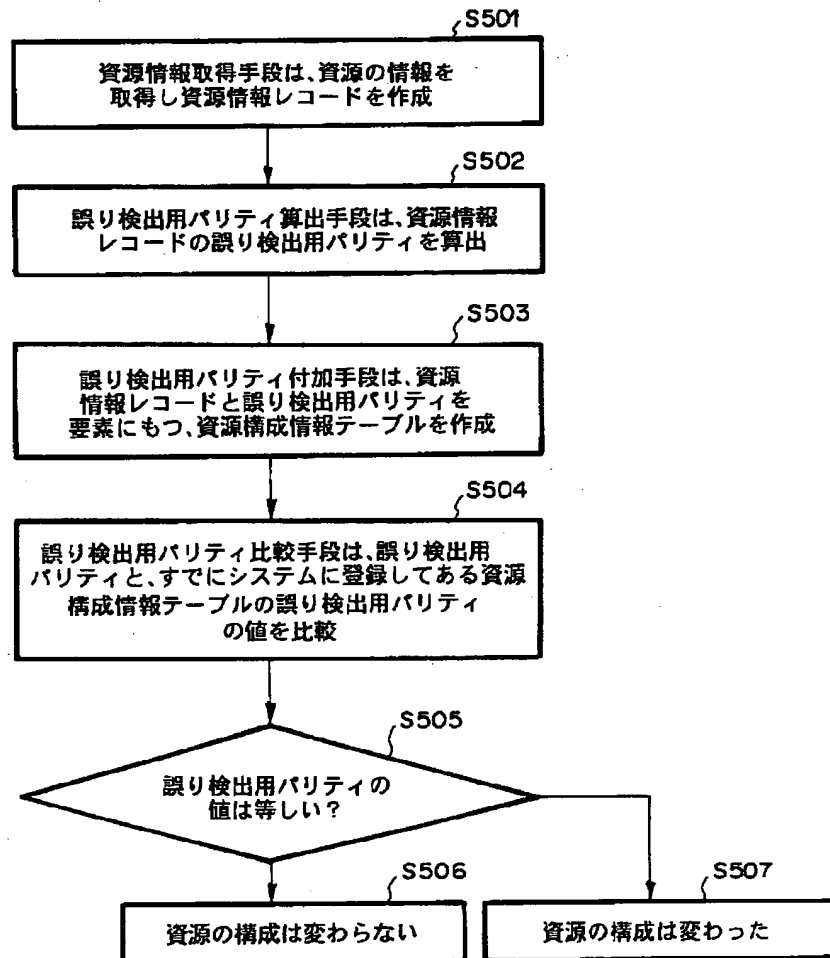 S501
資源情報取得手段は、資源の情報を
取得し資源情報レコードを作成
S502
誤り検出用パリティ算出手段は、資源情報
レコードの誤り検出用パリティを算出
S503
誤り検出用パリティ付加手段は、資源
情報レコードと誤り検出用パリティを
要素にもつ、資源構成情報テーブルを作成
S504
誤り検出用パリティ比較手段は、誤り検出用
パリティと、すでにシステムに登録してある資源
構成情報テーブルの誤り検出用パリティ
の値を比較
S505
誤り検出用パリティの
値は等しい？
S506
資源の構成は変わらない
S507
資源の構成は変わった